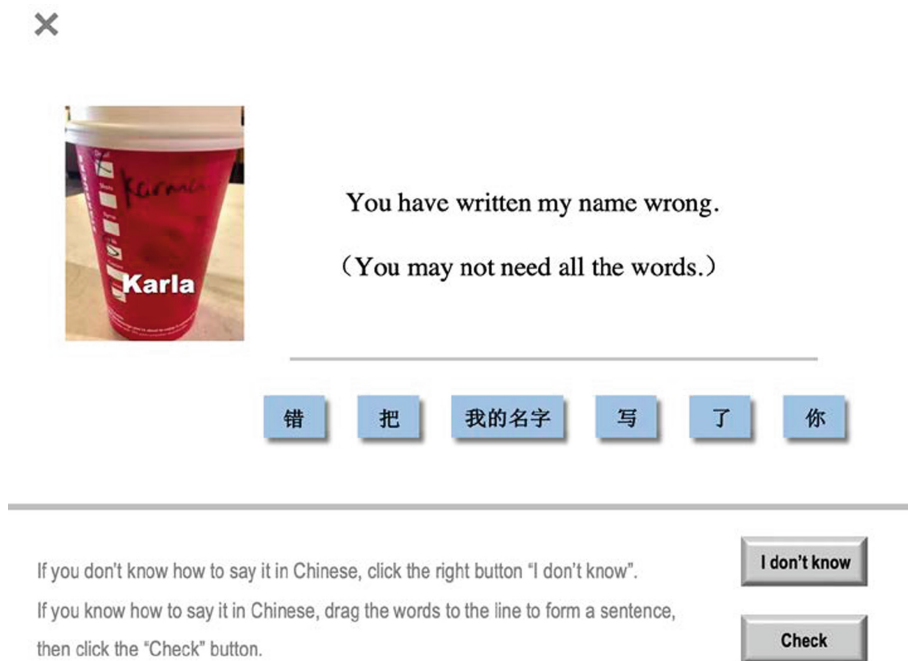 ×
Karla
You have written my name wrong.
（You may not need all the words.）
错 把 我的名字 写 了 你
If you don't know how to say it in Chinese, click the right button “I don't know”.
If you know how to say it in Chinese, drag the words to the line to form a sentence,
then click the “Check” button.
I don't know
Check